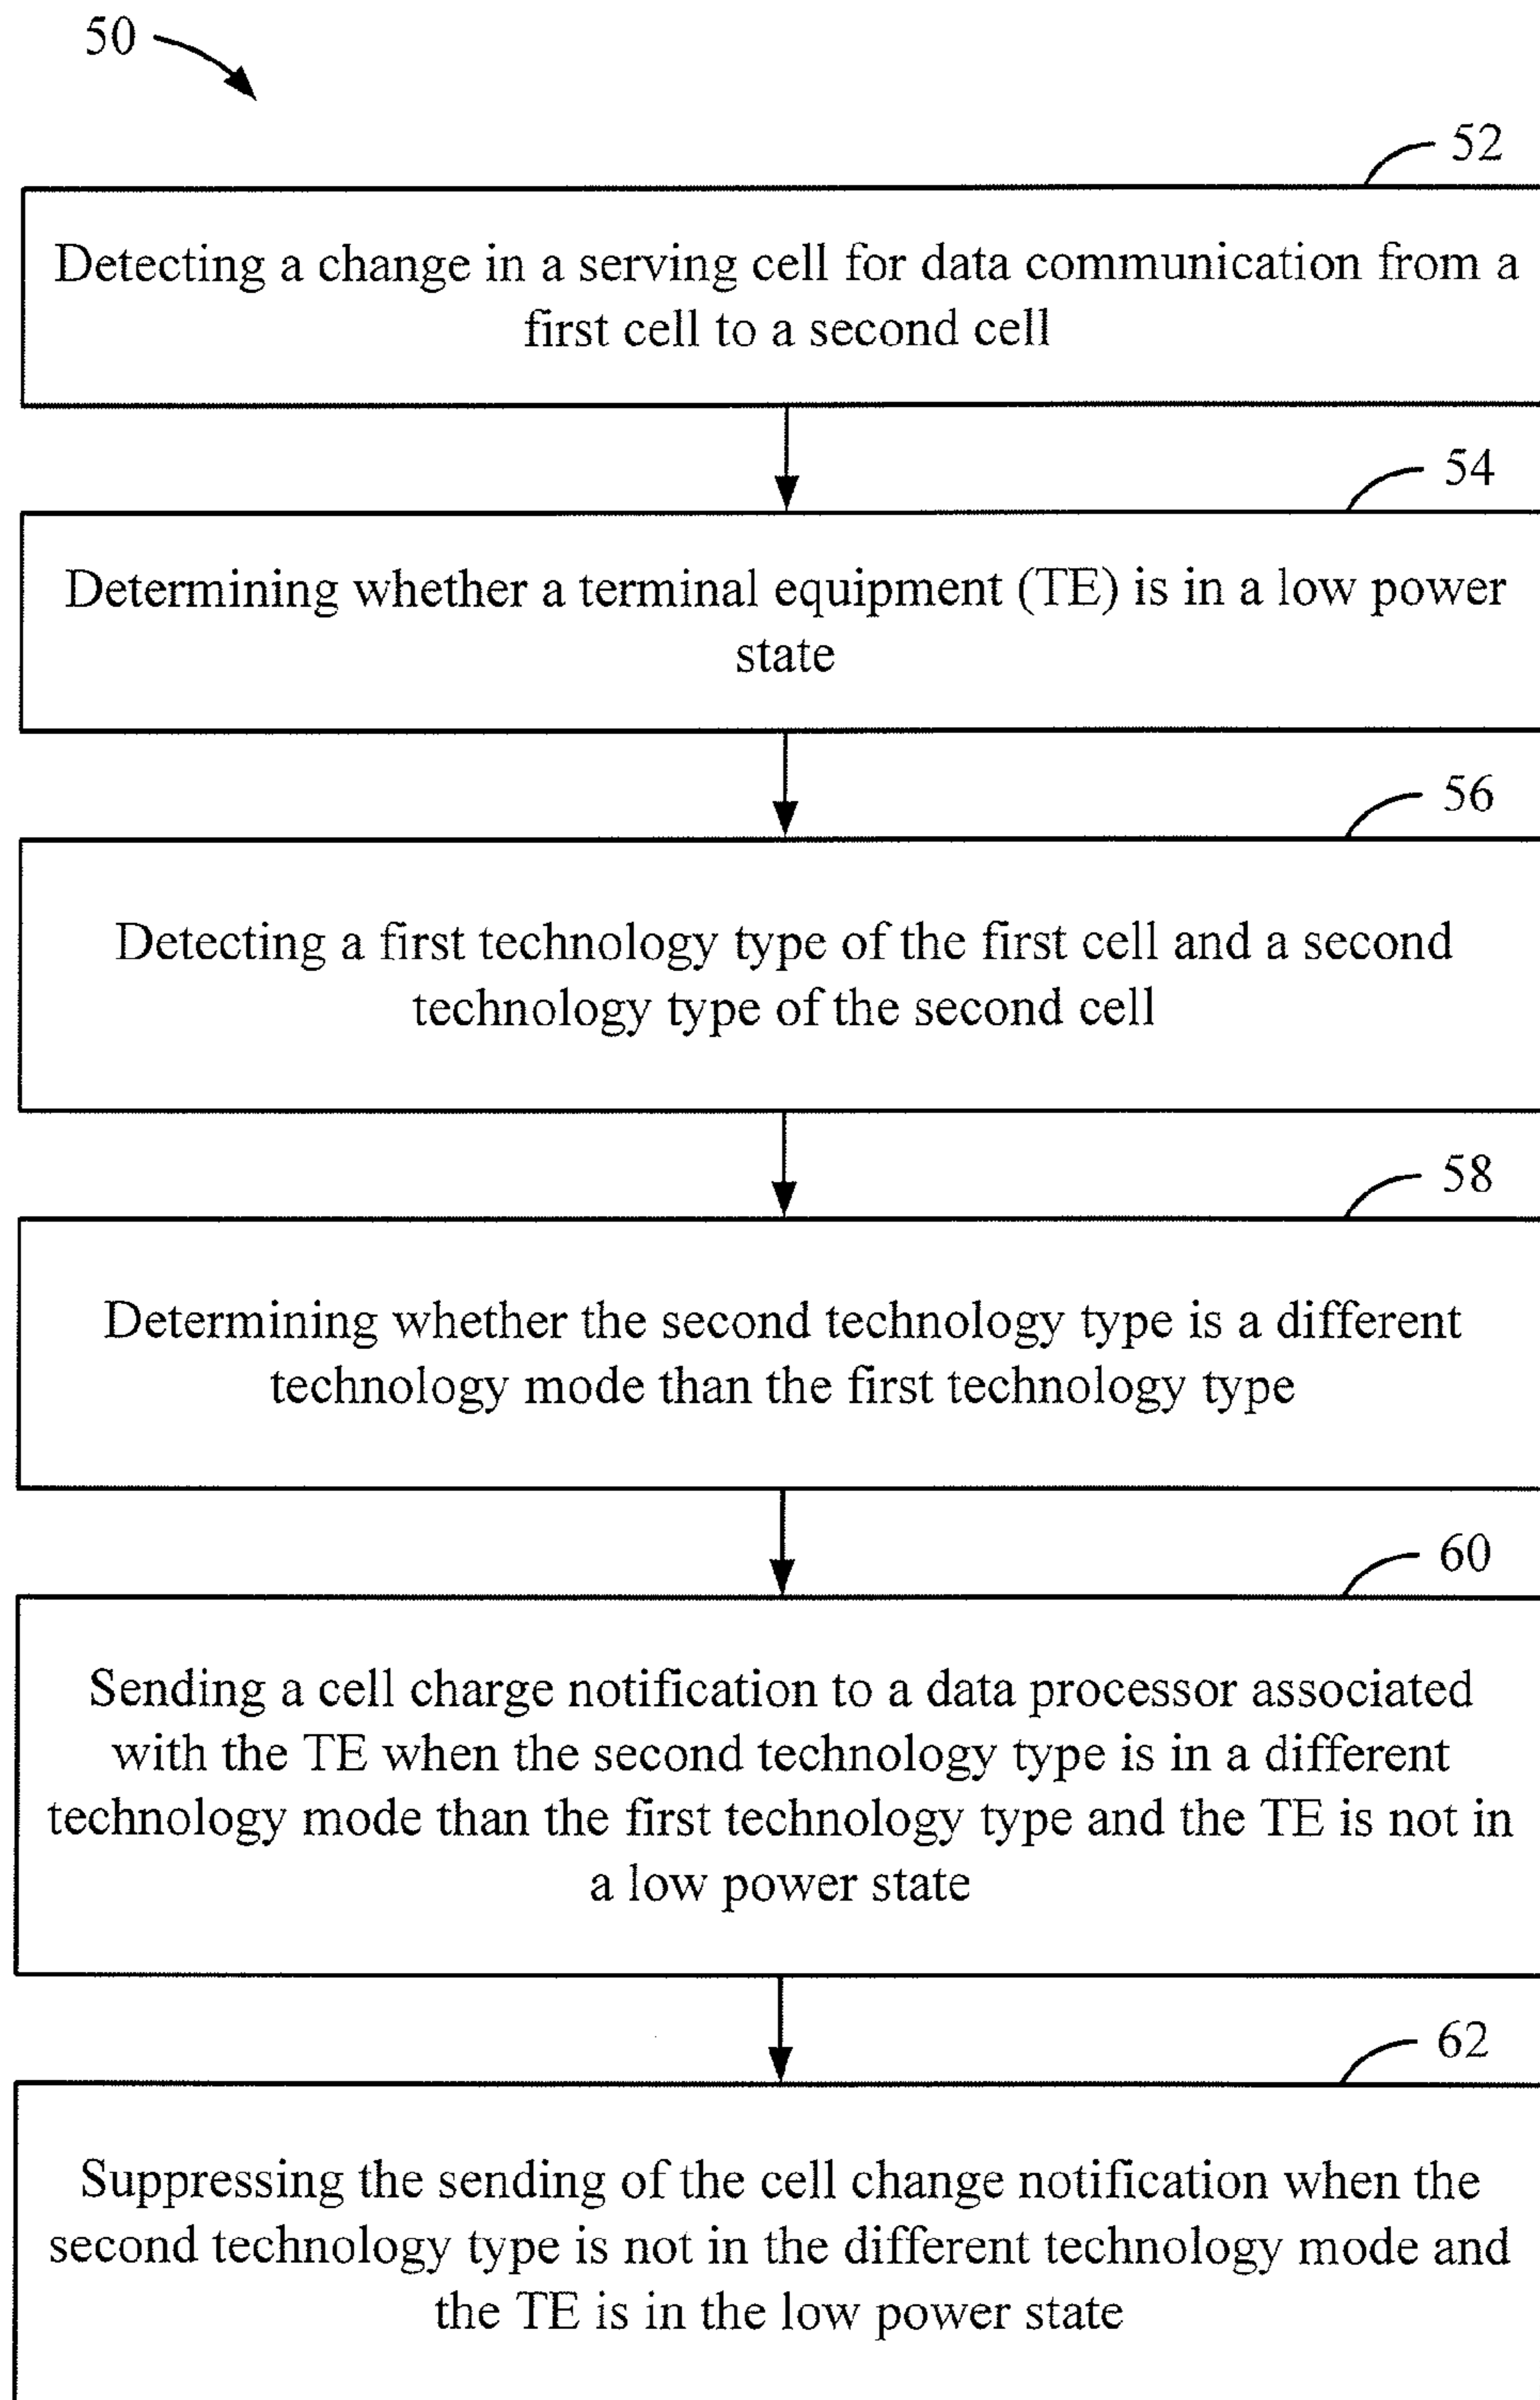 50
52
Detecting a change in a serving cell for data communication from a
first cell to a second cell
54
Determining whether a terminal equipment (TE) is in a low power
state
56
Detecting a first technology type of the first cell and a second
technology type of the second cell
58
Determining whether the second technology type is a different
technology mode than the first technology type
60
Sending a cell charge notification to a data processor associated
with the TE when the second technology type is in a different
technology mode than the first technology type and the TE is not in
a low power state
62
Suppressing the sending of the cell change notification when the
second technology type is not in the different technology mode and
the TE is in the low power state